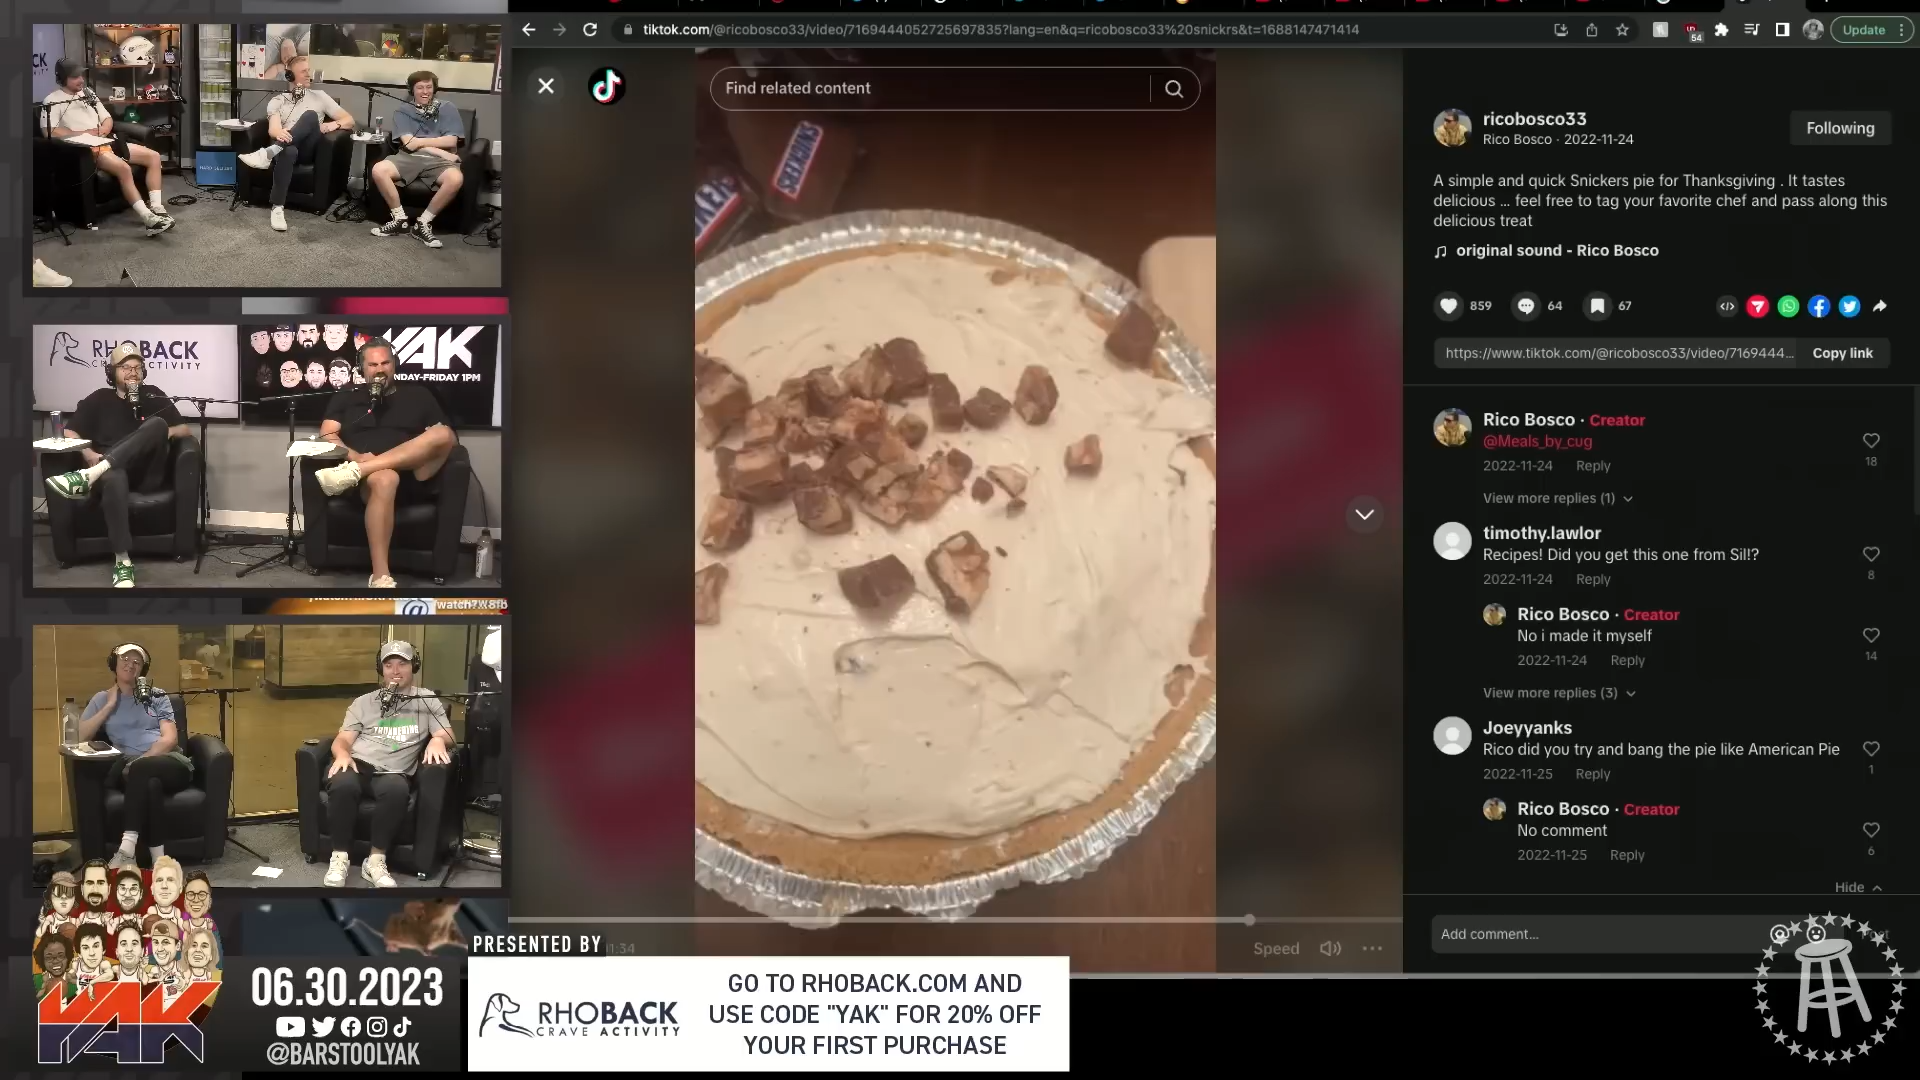 tiktok.com/@ricobosco33/video/7169444052725697835?lang=en&q=ricobosco33%20snickrs&t=1688147471414
54
Update
Find related content
SNICKERS
ricobosco33
Rico Bosco · 2022-11-24
Following
A simple and quick Snickers pie for Thanksgiving . It tastes
delicious ... feel free to tag your favorite chef and pass along this
delicious treat
original sound - Rico Bosco
859
64
67
https://www.tiktok.com/@ricobosco33/video/7169444...
Copy link
Rico Bosco · Creator
@Meals_by_cug
2022-11-24 Reply
18
View more replies (1)
timothy.lawlor
Recipes! Did you get this one from Sil!?
2022-11-24 Reply
8
Rico Bosco · Creator
No i made it myself
2022-11-24 Reply
14
View more replies (3)
Joeyyanks
Rico did you try and bang the pie like American Pie
2022-11-25 Reply
1
Rico Bosco · Creator
No comment
2022-11-25 Reply
6
Hide
Add comment...
Speed
1:34
RHOBACK
CRAVE ACTIVITY
YAK
NDAY-FRIDAY 1PM
YAK
06.30.2023
@BARSTOOLYAK
PRESENTED BY
RHOBACK
CRAVE ACTIVITY
GO TO RHOBACK.COM AND
USE CODE "YAK" FOR 20% OFF
YOUR FIRST PURCHASE